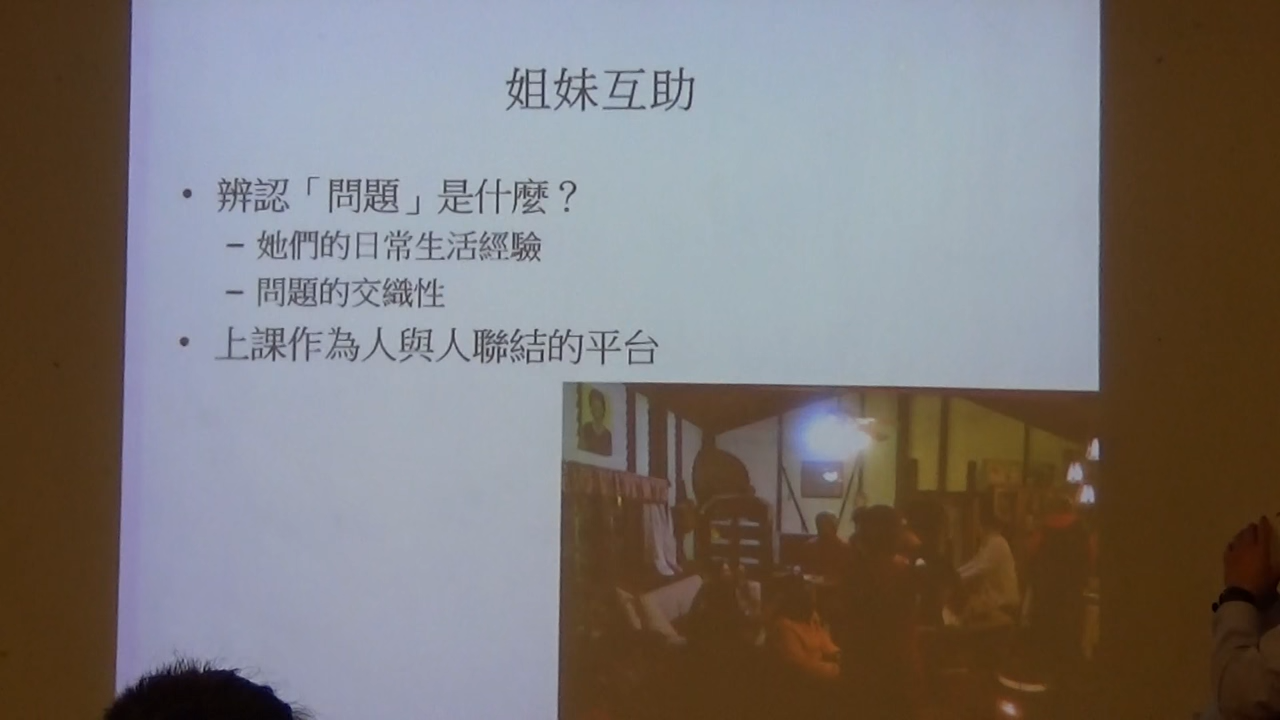 姐妹互助
• 辨認「問題」是什麼？
– 她們的日常生活經驗
– 問題的交織性
• 上課作為人與人聯結的平台